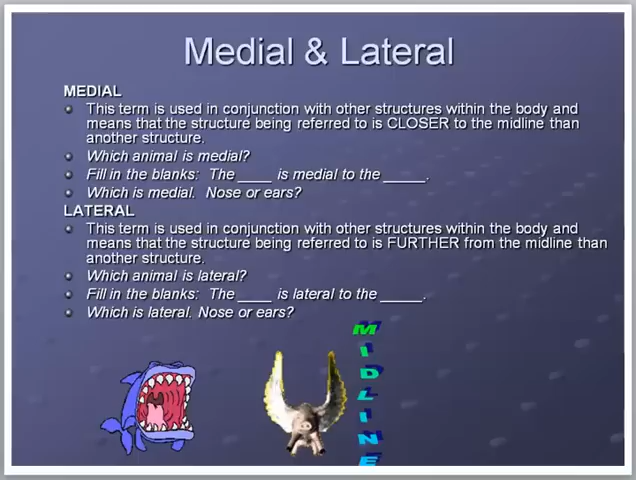 Medial & Lateral
MEDIAL
This term is used in conjunction with other structures within the body and
means that the structure being referred to is CLOSER to the midline than
another structure.
Which animal is medial?
Fill in the blanks: The ____ is medial to the _____.
Which is medial. Nose or ears?
LATERAL
This term is used in conjunction with other structures within the body and
means that the structure being referred to is FURTHER from the midline than
another structure.
Which animal is lateral?
Fill in the blanks: The ____ is lateral to the _____.
Which is lateral. Nose or ears?
MIDLINE